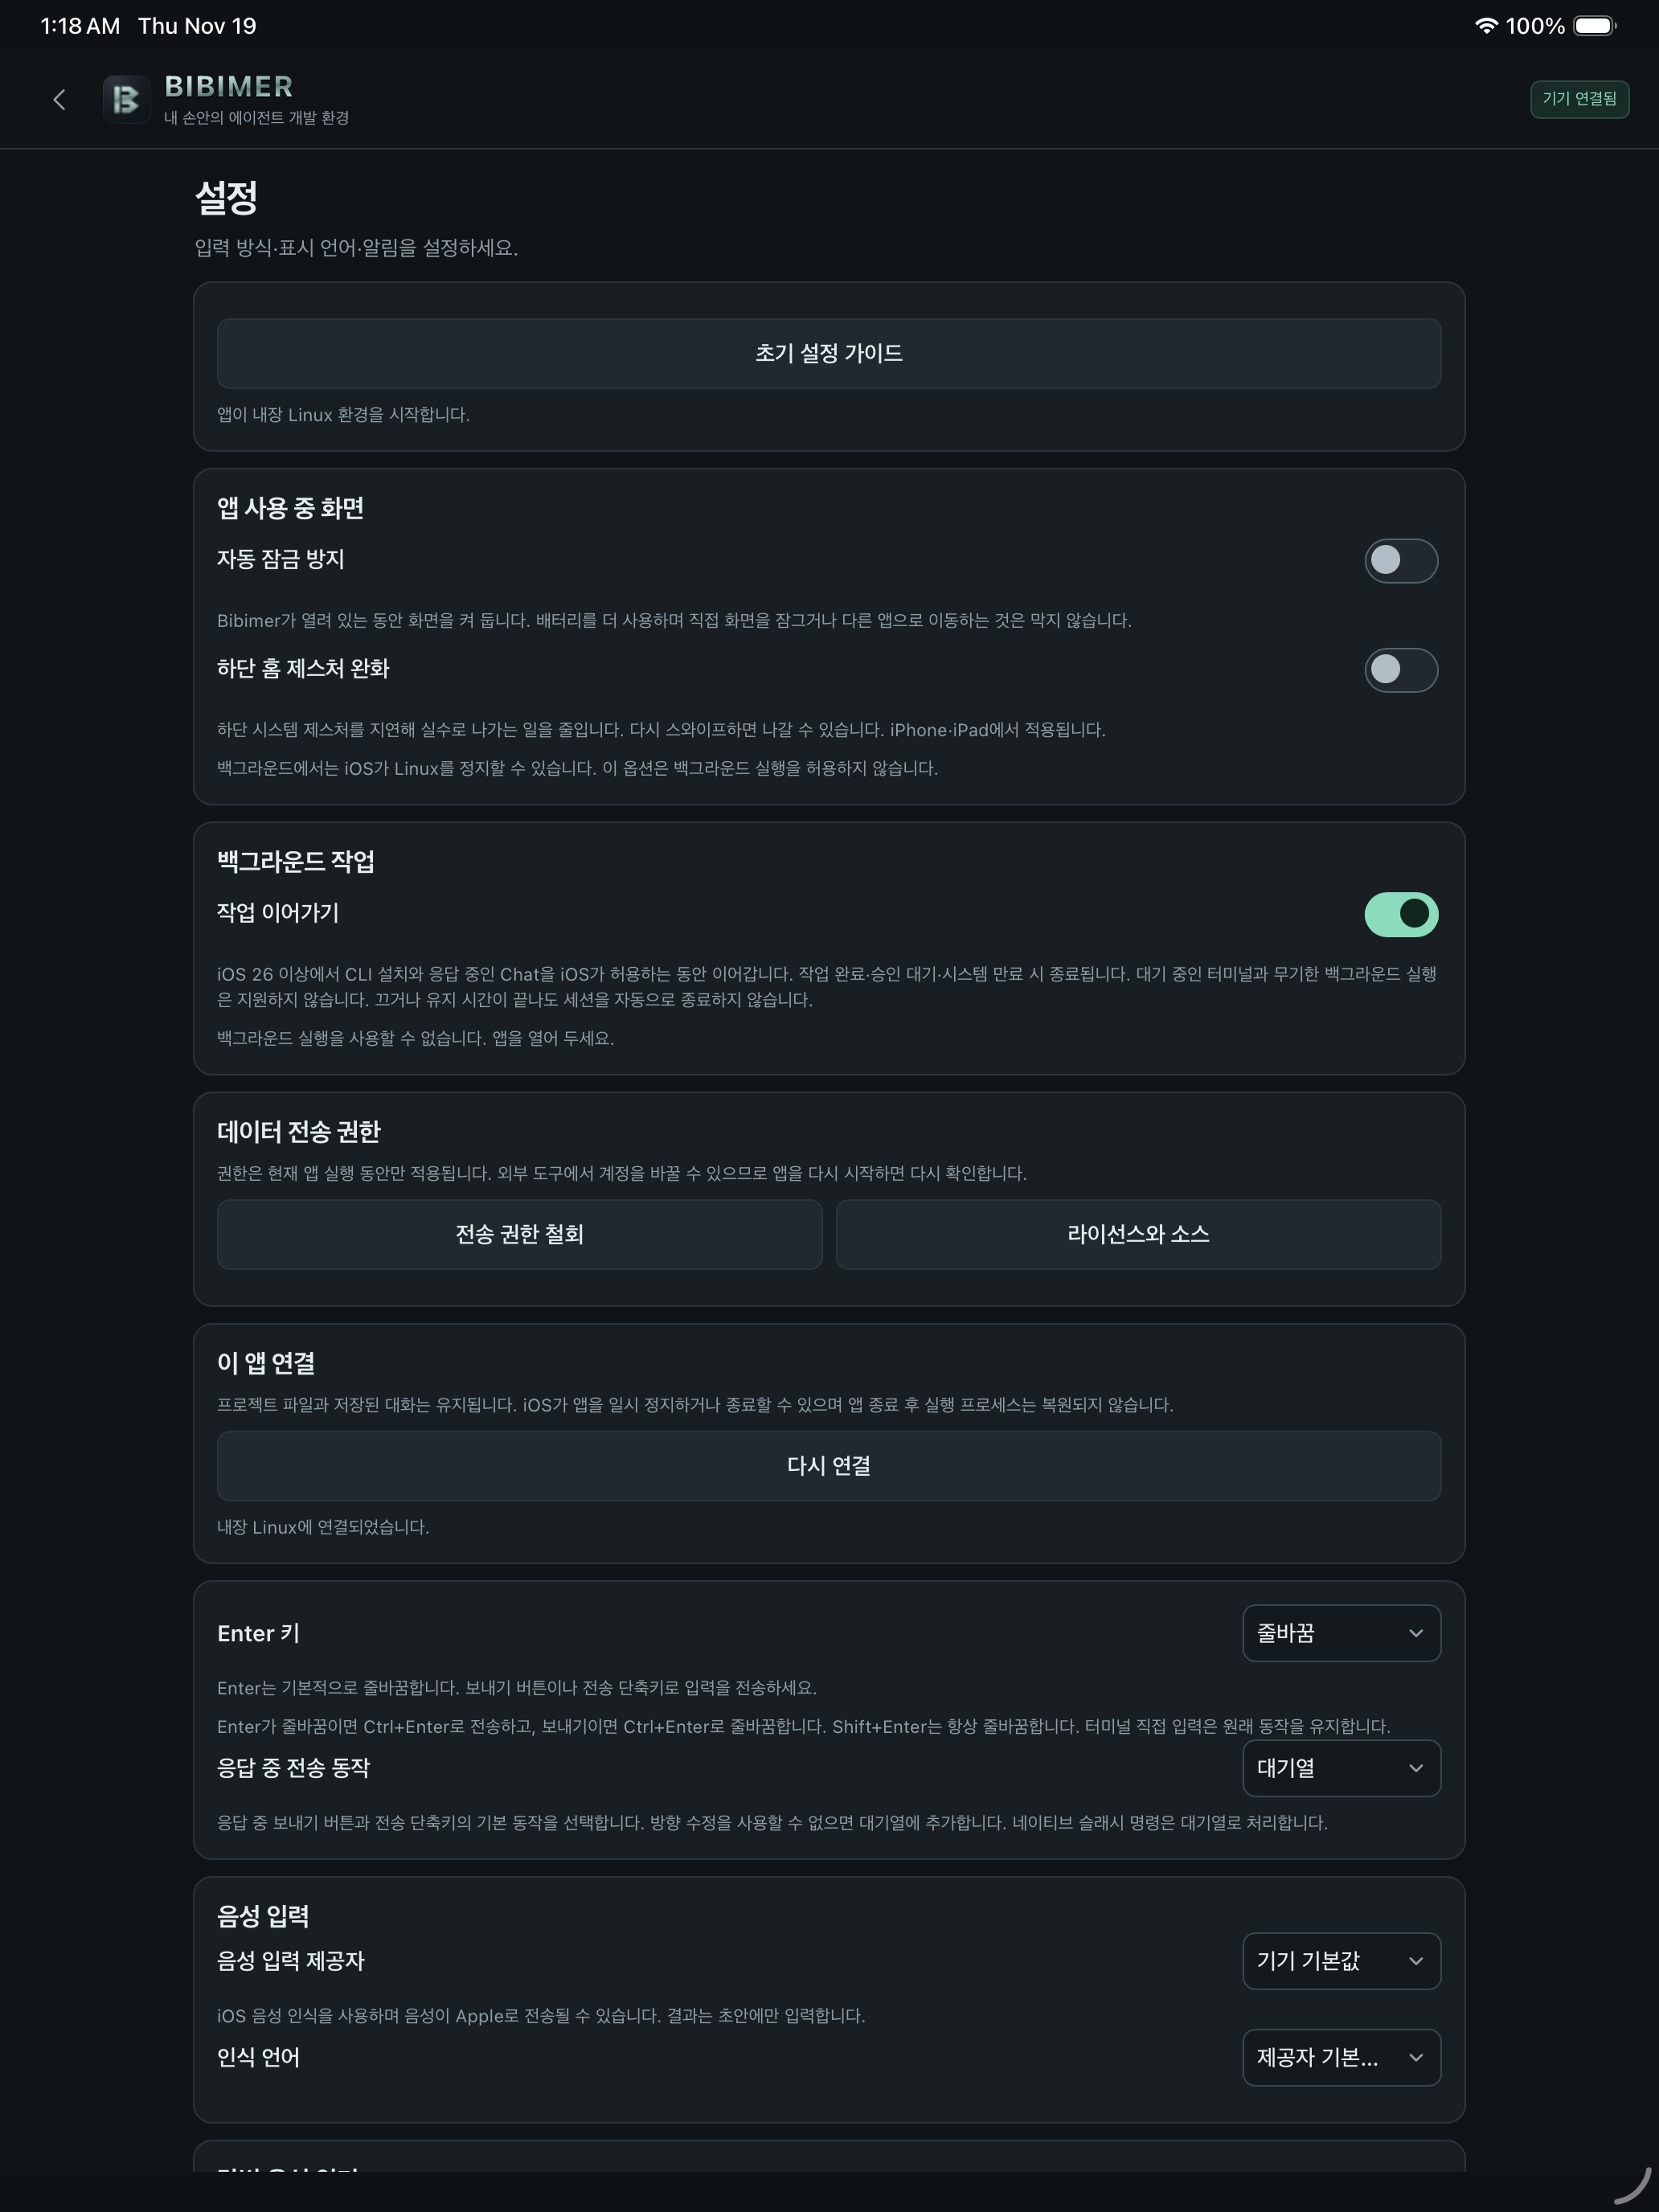 1:18 AM Thu Nov 19
100%
BIBIMER
내 손안의 에이전트 개발 환경
기기 연결됨
설정
입력 방식·표시 언어·알림을 설정하세요.
초기 설정 가이드
앱이 내장 Linux 환경을 시작합니다.
앱 사용 중 화면
자동 잠금 방지
Bibimer가 열려 있는 동안 화면을 켜 둡니다. 배터리를 더 사용하며 직접 화면을 잠그거나 다른 앱으로 이동하는 것은 막지 않습니다.
하단 홈 제스처 완화
하단 시스템 제스처를 지연해 실수로 나가는 일을 줄입니다. 다시 스와이프하면 나갈 수 있습니다. iPhone·iPad에서 적용됩니다.
백그라운드에서는 iOS가 Linux를 정지할 수 있습니다. 이 옵션은 백그라운드 실행을 허용하지 않습니다.
백그라운드 작업
작업 이어가기
iOS 26 이상에서 CLI 설치와 응답 중인 Chat을 iOS가 허용하는 동안 이어갑니다. 작업 완료·승인 대기·시스템 만료 시 종료됩니다. 대기 중인 터미널과 무기한 백그라운드 실행
은 지원하지 않습니다. 끄거나 유지 시간이 끝나도 세션을 자동으로 종료하지 않습니다.
백그라운드 실행을 사용할 수 없습니다. 앱을 열어 두세요.
데이터 전송 권한
권한은 현재 앱 실행 동안만 적용됩니다. 외부 도구에서 계정을 바꿀 수 있으므로 앱을 다시 시작하면 다시 확인합니다.
전송 권한 철회
라이선스와 소스
이 앱 연결
프로젝트 파일과 저장된 대화는 유지됩니다. iOS가 앱을 일시 정지하거나 종료할 수 있으며 앱 종료 후 실행 프로세스는 복원되지 않습니다.
다시 연결
내장 Linux에 연결되었습니다.
Enter 키
줄바꿈
Enter는 기본적으로 줄바꿈합니다. 보내기 버튼이나 전송 단축키로 입력을 전송하세요.
Enter가 줄바꿈이면 Ctrl+Enter로 전송하고, 보내기이면 Ctrl+Enter로 줄바꿈합니다. Shift+Enter는 항상 줄바꿈합니다. 터미널 직접 입력은 원래 동작을 유지합니다.
응답 중 전송 동작
대기열
응답 중 보내기 버튼과 전송 단축키의 기본 동작을 선택합니다. 방향 수정을 사용할 수 없으면 대기열에 추가합니다. 네이티브 슬래시 명령은 대기열로 처리합니다.
음성 입력
음성 입력 제공자
기기 기본값
iOS 음성 인식을 사용하며 음성이 Apple로 전송될 수 있습니다. 결과는 초안에만 입력합니다.
인식 언어
제공자 기본...